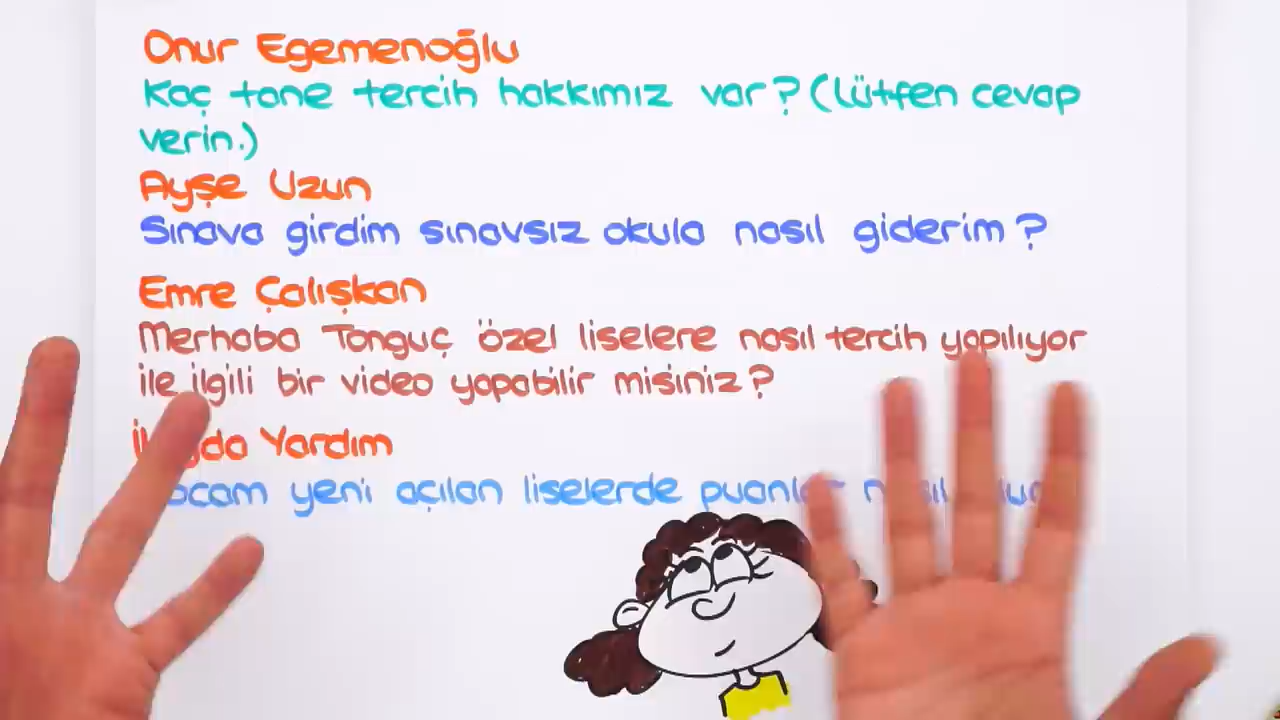 Onur Egemenoğlu
Kaç tane tercih hakkımız var? (Lütfen cevap
verin.)
Ayşe Uzun
Sınava girdim sınavsız okula nasıl giderim?
Emre Çalışkan
Merhaba Tonguç özel liselere nasıl tercih yapılıyor
ile ilgili bir video yapabilir misiniz?
Yardım
yeni açılan liselerde